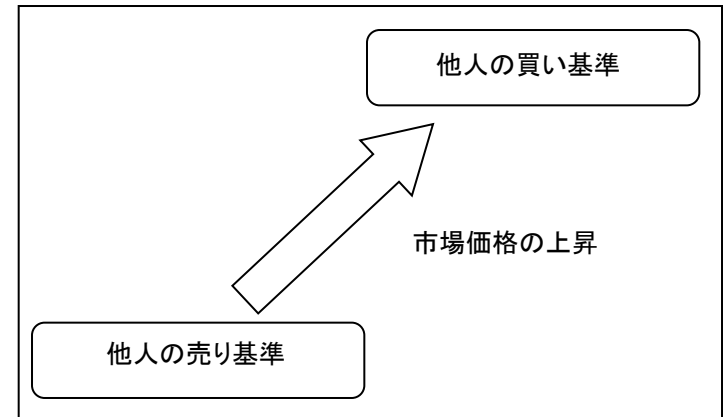 他人の買い基準
市場価格の上昇
他人の売り基準